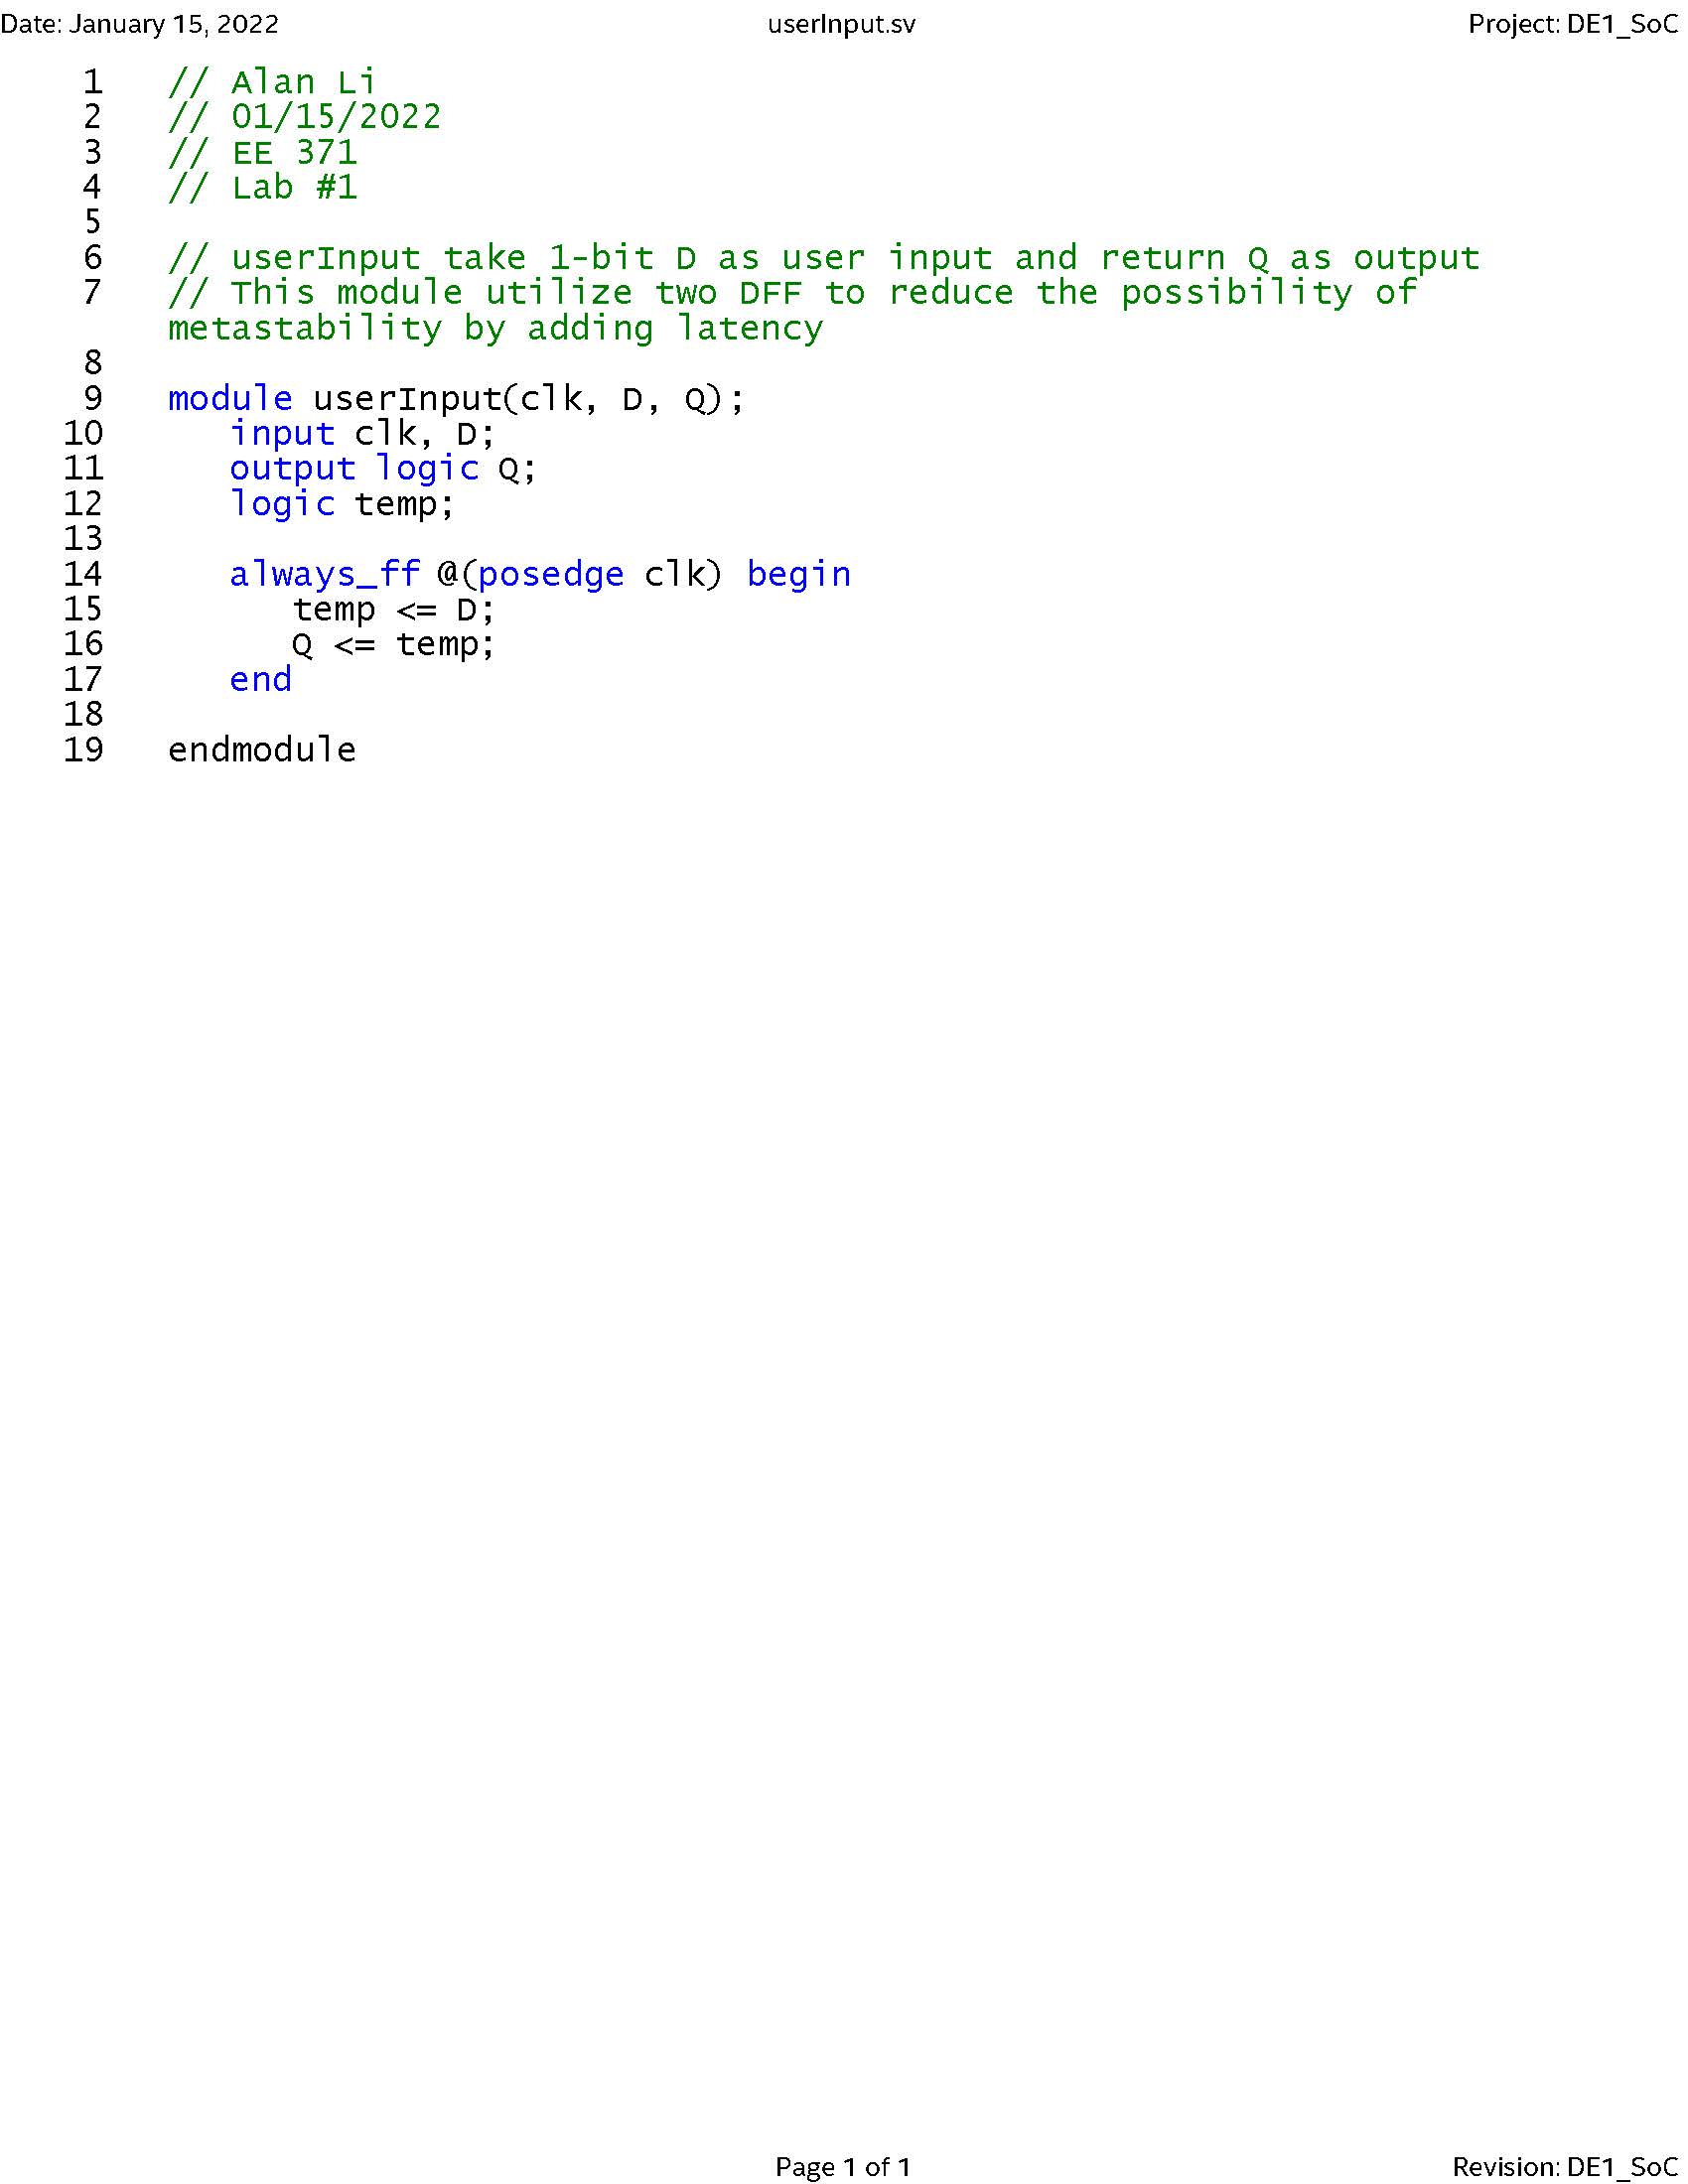 Date: January 15, 2022 userInput.sv Project: DE1_SoC
1 // Alan Li
2 // 01/15/2022
3 // EE 371
4 // Lab #1
5
6 // userInput take 1-bit D as user input and return Q as output
7 // This module utilize two DFF to reduce the possibility of
metastability by adding latency
8
9 module userInput(clk, D, Q);
10 input clk, D;
11 output logic Q;
12 logic temp;
13
14 always_ff @(posedge clk) begin
15 temp <= D;
16 Q <= temp;
17 end
18
19 endmodule
Page 1 of 1 Revision: DE1_SoC